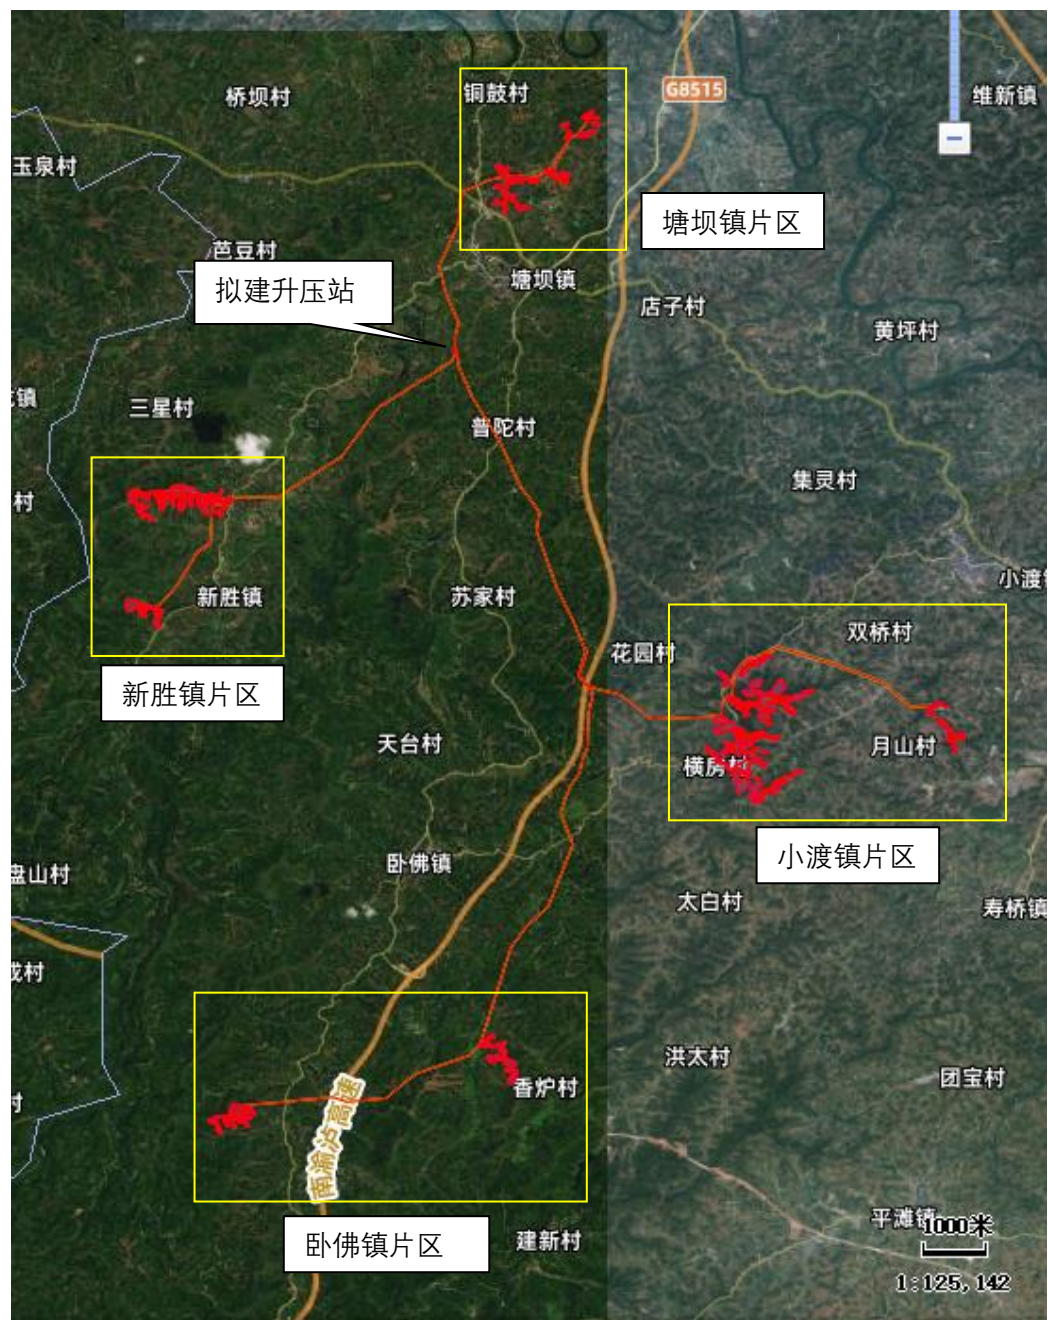 桥坝村
铜鼓村
G8515
维新镇
玉泉村
塘坝镇片区
芭豆村
拟建升压站
塘坝镇
店子村
黄坪村
镇
三星村
普陀村
集灵村
村
小渡镇
新胜镇
苏家村
双桥村
花园村
新胜镇片区
天台村
月山村
横房村
卧佛镇
小渡镇片区
盘山村
太白村
寿桥镇
成村
洪太村
团宝村
香炉村
村
南渝泸高速
平滩镇
1000米
卧佛镇片区
建新村
1:125,142